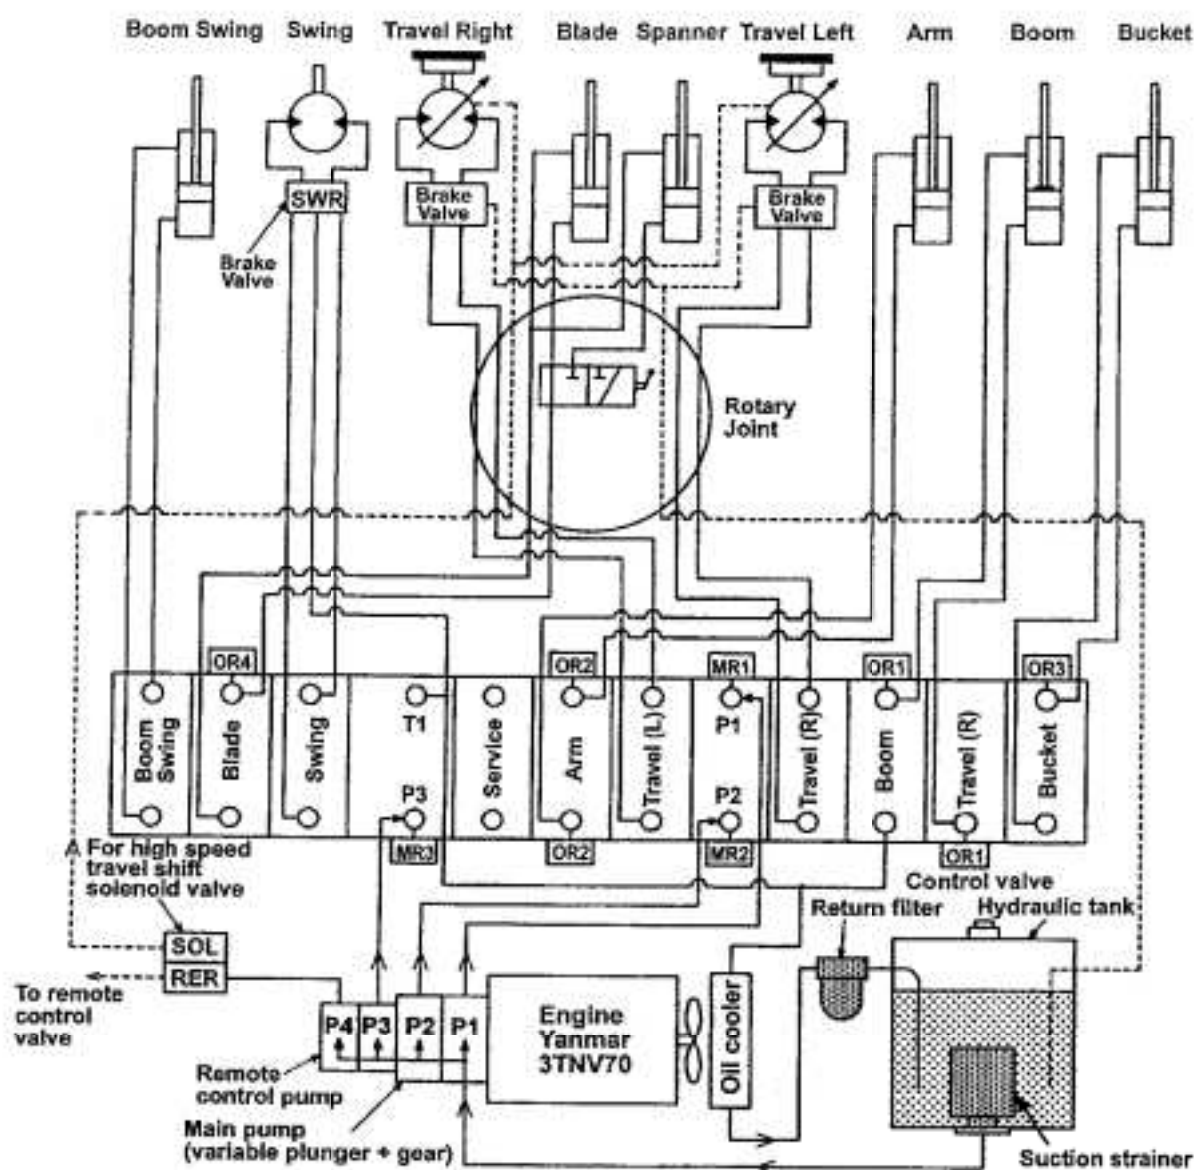 Boom Swing
Swing
Travel Right
Blade
Spanner
Travel Left
Arm
Boom
Bucket
SWR
Brake
Valve
Brake
Valve
Brake
Valve
Rotary
Joint
OR4
OR2
MR1
OR1
OR3
Boom
Swing
Blade
Swing
T1
P3
Service
Arm
Travel (L)
P1
P2
Travel (R)
Boom
Travel (R)
Bucket
MR3
OR2
MR2
OR1
For high speed
travel shift
solenoid valve
Control valve
Return filter
Hydraulic tank
SOL
RER
To remote
control
valve
P4
P3
P2
P1
Engine
Yanmar
3TNV70
Oil cooler
Remote
control pump
Main pump
(variable plunger + gear)
Suction strainer